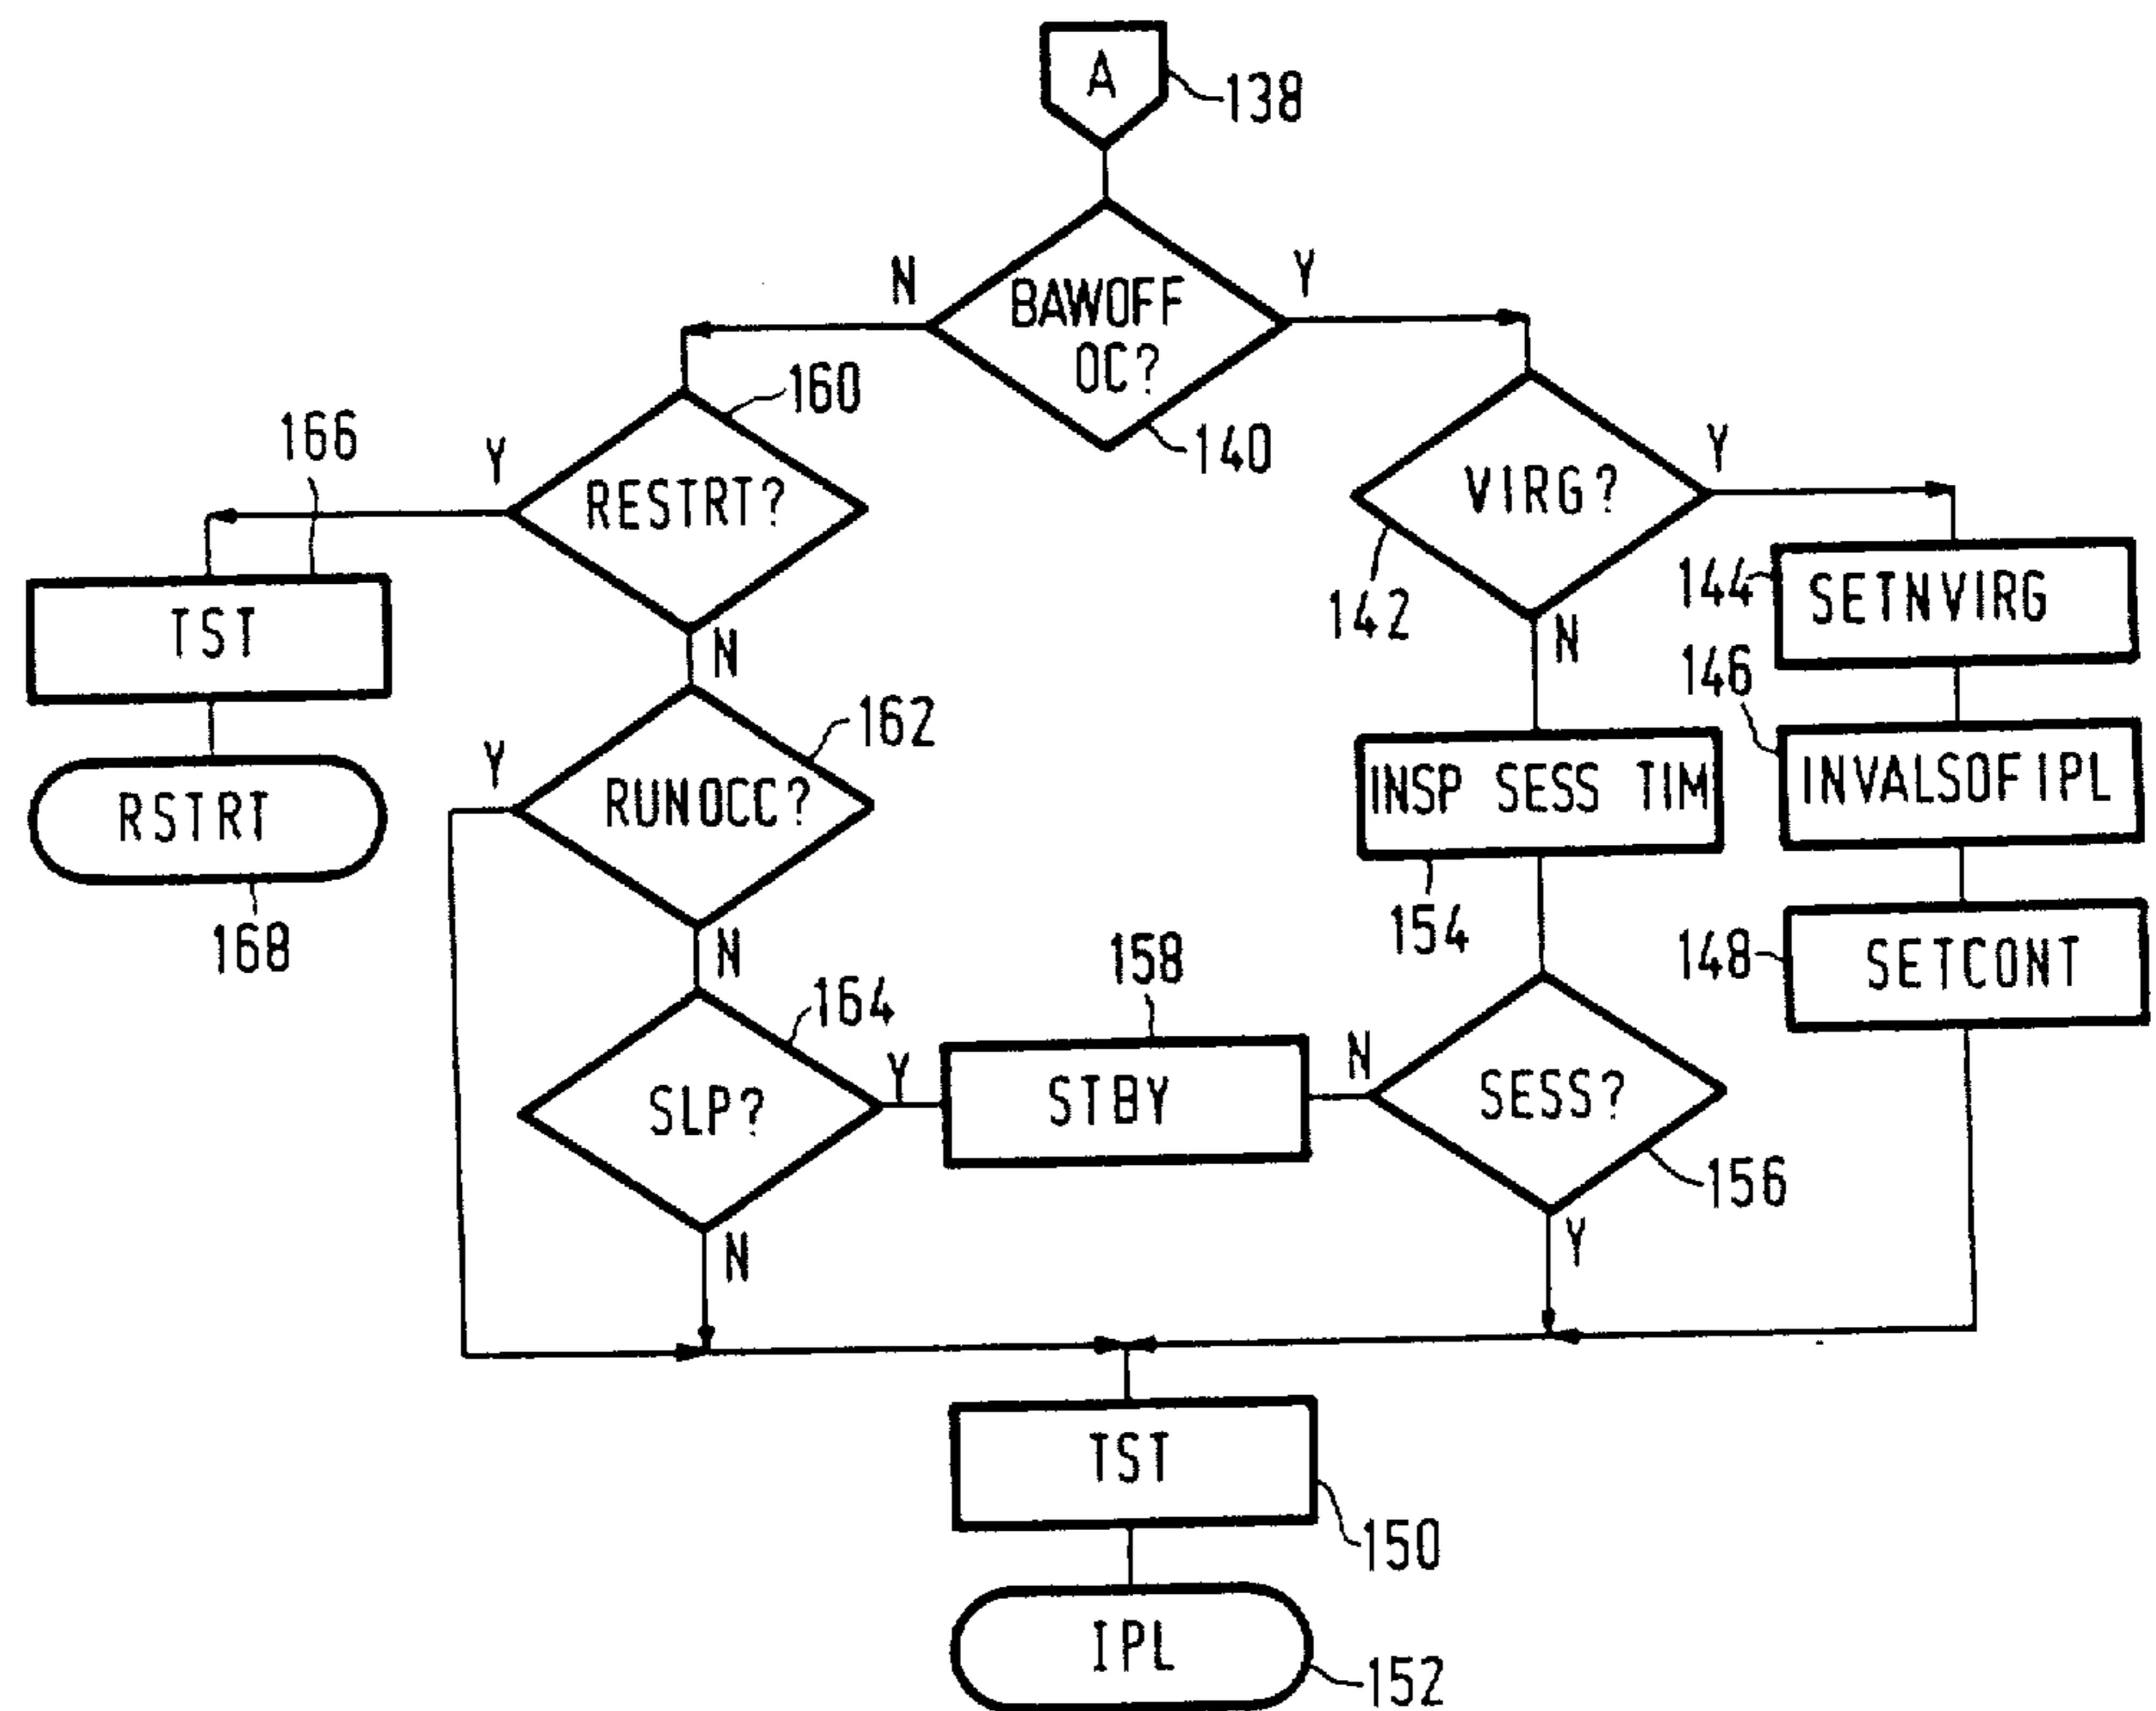 A
138
N
BAWOFF
OC?
Y
140
160
RESTRT?
Y
N
166
TST
RSTRT
168
VIRG?
Y
142
N
144
SETNVIRG
146
INVALSOFIPL
148
SETCONT
162
Y
RUNOCC?
N
INSP SESS TIM
154
164
SLP?
Y
N
158
STBY
N
SESS?
156
Y
TST
150
IPL
152